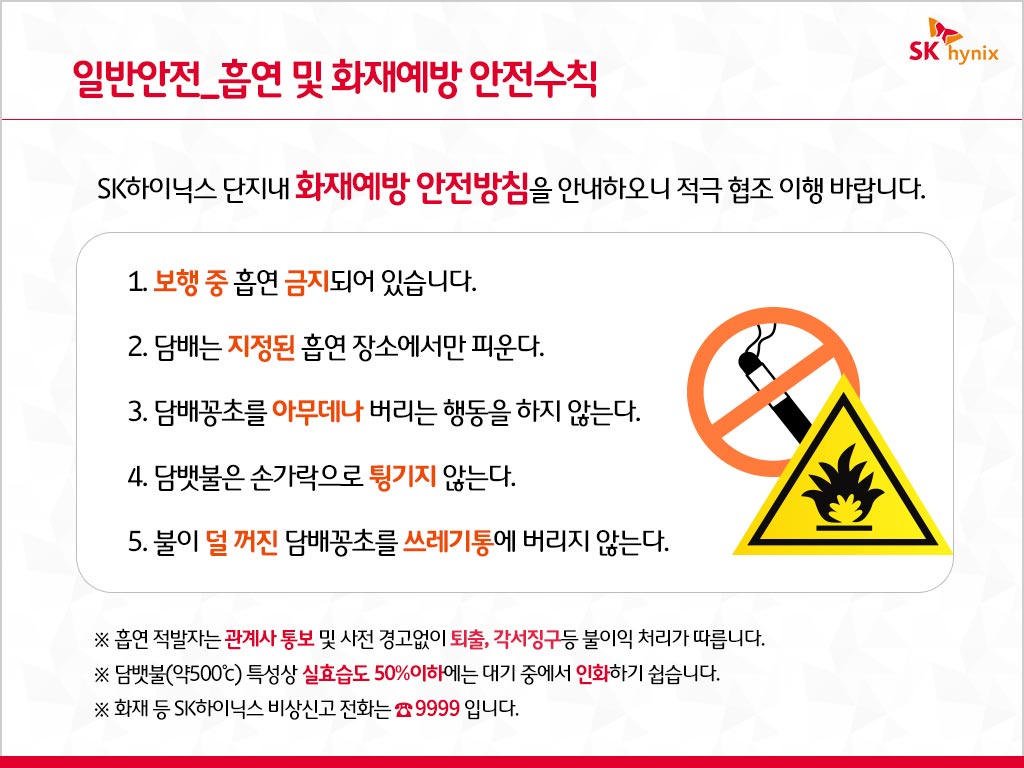 SK hynix
일반안전_흡연 및 화재예방 안전수칙
SK하이닉스 단지내 화재예방 안전방침을 안내하오니 적극 협조 이행 바랍니다.
1. 보행 중 흡연 금지되어 있습니다.
2. 담배는 지정된 흡연 장소에서만 피운다.
3. 담배꽁초를 아무데나 버리는 행동을 하지 않는다.
4. 담뱃불은 손가락으로 튕기지 않는다.
5. 불이 덜 꺼진 담배꽁초를 쓰레기통에 버리지 않는다.
※ 흡연 적발자는 관계사 통보 및 사전 경고없이 퇴출, 각서징구등 불이익 처리가 따릅니다.
※ 담뱃불(약500℃) 특성상 실효습도 50%이하에는 대기 중에서 인화하기 쉽습니다.
※ 화재 등 SK하이닉스 비상신고 전화는 ☎9999 입니다.